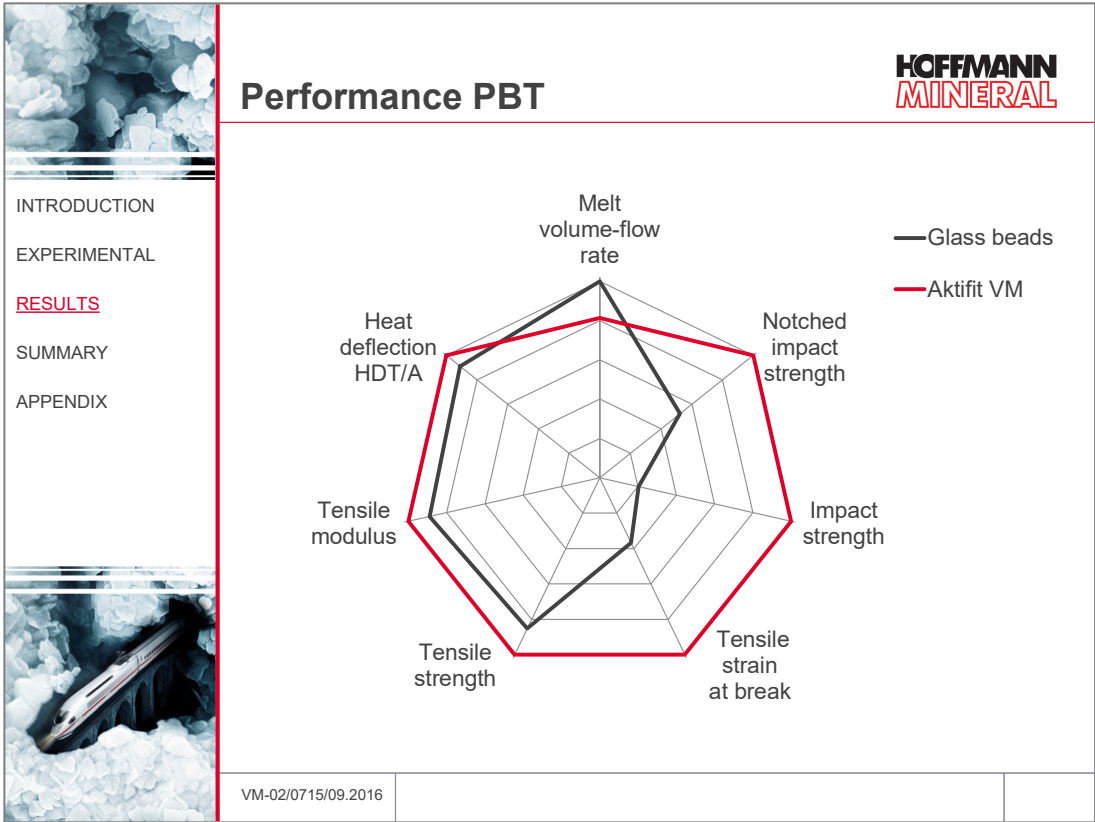 Performance PBT
HOFFMANN
MINERAL
INTRODUCTION
EXPERIMENTAL
RESULTS
SUMMARY
APPENDIX
Melt
volume-flow
rate
Glass beads
Aktifit VM
Notched
impact
strength
Heat
deflection
HDT/A
Impact
strength
Tensile
modulus
Tensile
strain
at break
Tensile
strength
VM-02/0715/09.2016